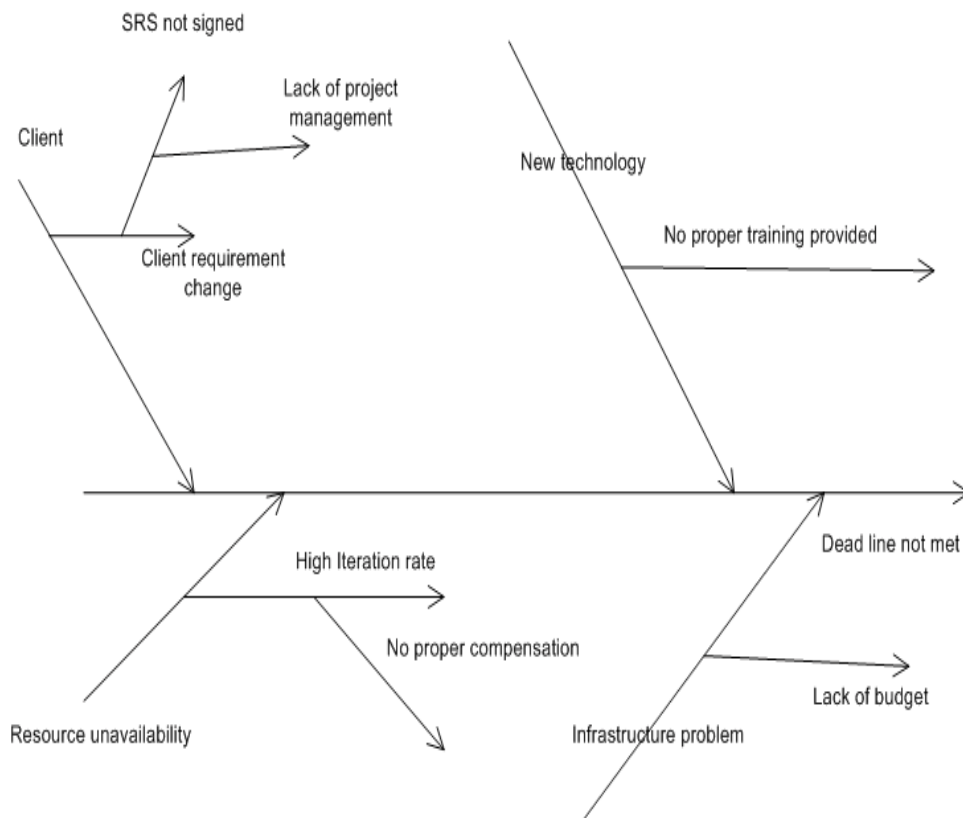 SRS not signed
Lack of project
management
Client
New technology
No proper training provided
Client requirement
change
Dead line not met
High Iteration rate
No proper compensation
Lack of budget
Resource unavailability
Infrastructure problem